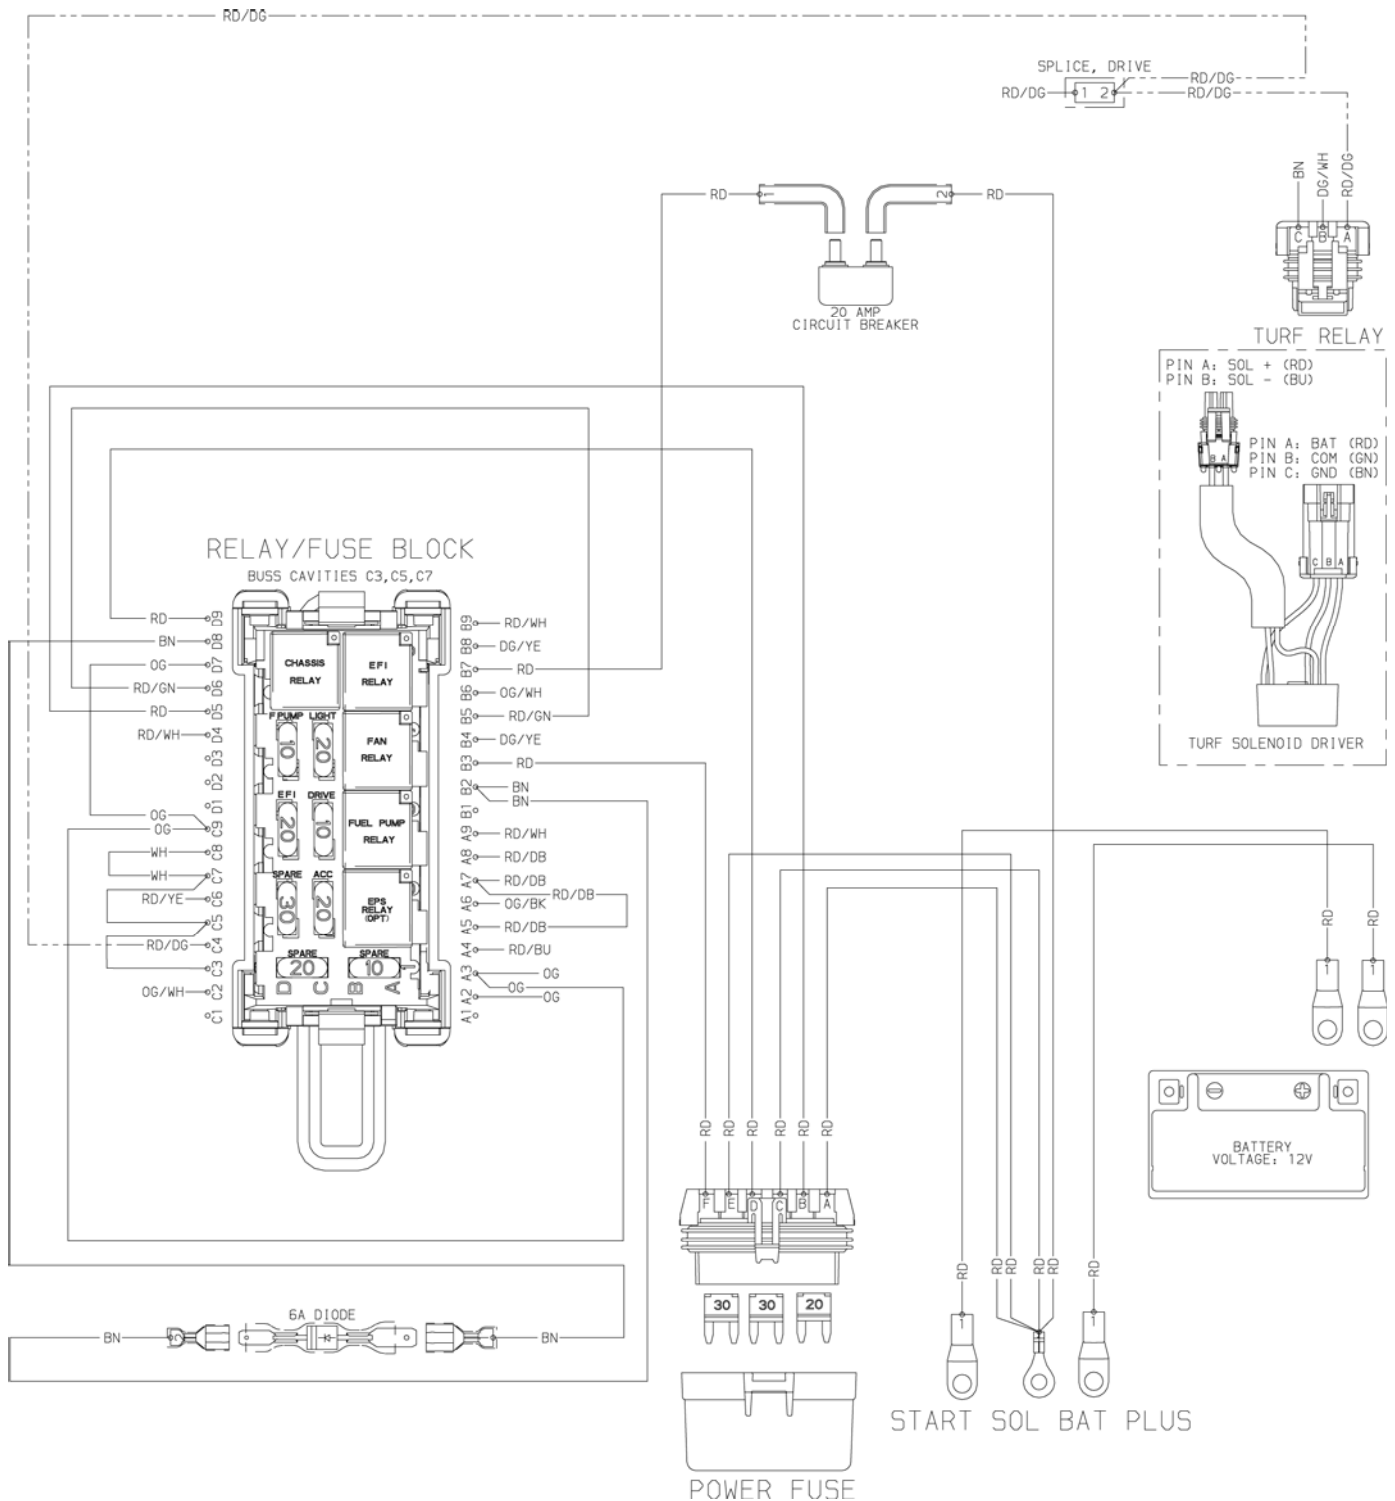 RD/DG
SPLICE, DRIVE
RD/DG
RD/DG 1 2 RD/DG
BN DG/WH RD/DG
RD 1 2 RD
C B A
20 AMP
CIRCUIT BREAKER
TURF RELAY
PIN A: SOL + (RD)
PIN B: SOL - (BU)
PIN A: BAT (RD)
PIN B: COM (GN)
PIN C: GND (BN)
B A
C B A
TURF SOLENOID DRIVER
RELAY/FUSE BLOCK
BUSS CAVITIES C3,C5,C7
RD D9
BN D8
OG D7
RD/GN D6
RD D5
RD/WH D4
D3
D2
D1
OG
OG C9
WH C8
WH C7
RD/YE C6
C5
RD/DG C4
C3
OG/WH C2
C1
CHASSIS
RELAY
EFI
RELAY
F PUMP LIGHT
10 20
FAN
RELAY
EFI DRIVE
20 10
FUEL PUMP
RELAY
SPARE ACC
30 20
EPS
RELAY
(OPT)
SPARE SPARE
20 10
D C B A
B9 RD/WH
B8 DG/YE
B7 RD
B6 OG/WH
B5 RD/GN
B4 DG/YE
B3 RD
B2 BN
BN
B1
A9 RD/WH
A8 RD/DB
A7 RD/DB
RD/DB
A6 OG/BK
A5 RD/DB
A4 RD/BU
A3 OG
OG
A2 OG
A1
RD RD
1 1
BATTERY
VOLTAGE: 12V
RD RD RD RD RD RD
F E D C B A
30 30 20
POWER FUSE
RD RD RD RD RD RD
1 1
START SOL BAT PLUS
6A DIODE
BN 2 BN